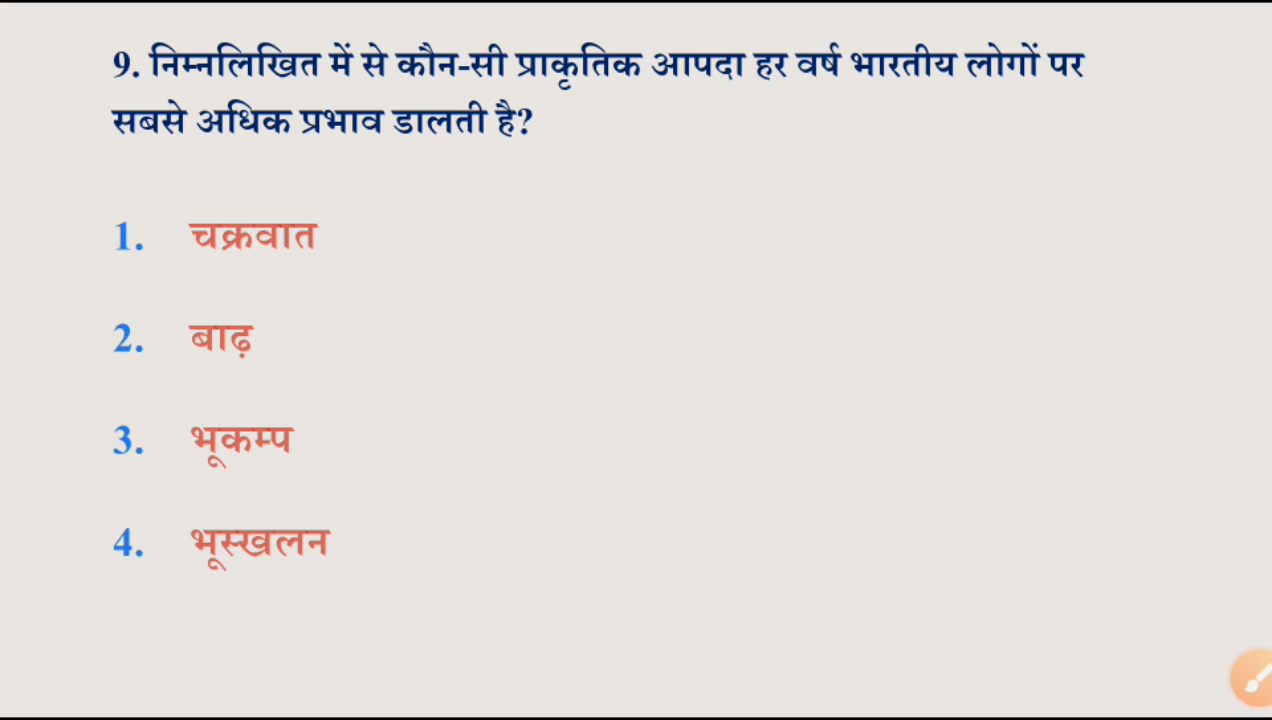 9. निम्नलिखित में से कौन-सी प्राकृतिक आपदा हर वर्ष भारतीय लोगों पर
सबसे अधिक प्रभाव डालती है?
1. चक्रवात
2. बाढ़
3. भूकम्प
4. भूस्खलन